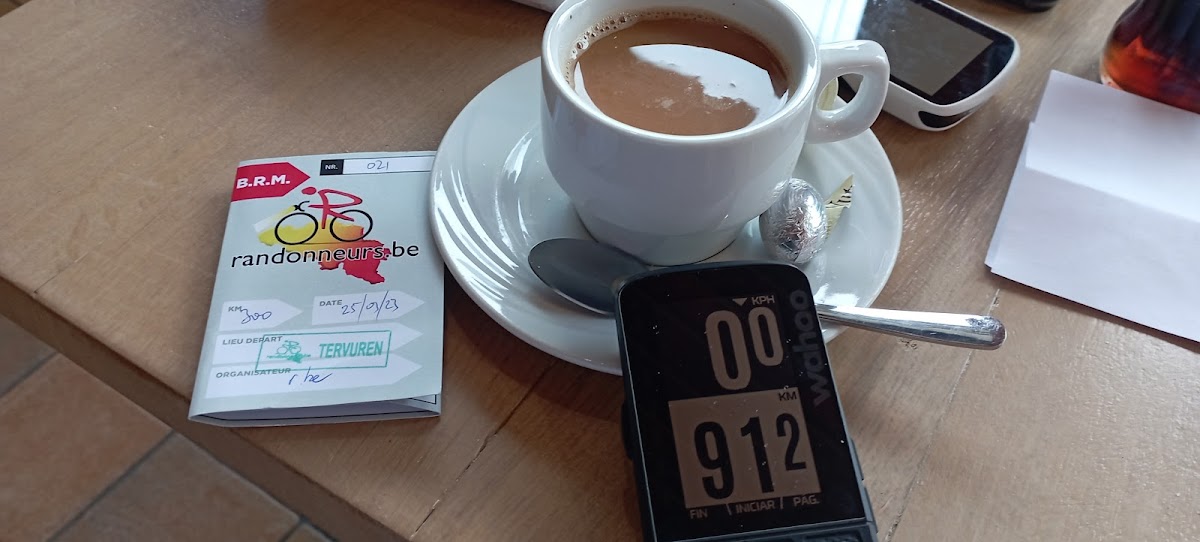 B.R.M.
NR. 021
randonneurs.be
KM 300
DATE 25/03/23
LIEU DEPART
TERVUREN
ORGANISATEUR r be
KPH
00
wahoo
KM
912
FIN INICIAR PAG.